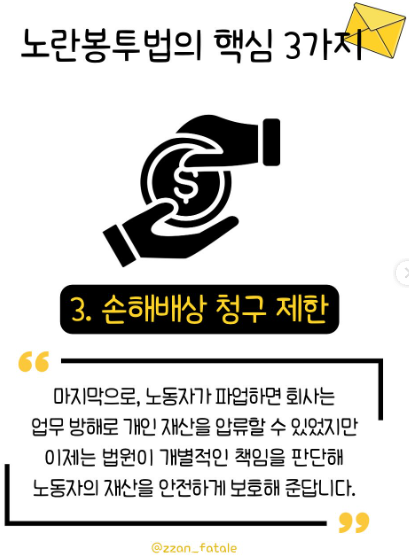 노란봉투법의 핵심 3가지
$
3. 손해배상 청구 제한
“
마지막으로, 노동자가 파업하면 회사는
업무 방해로 개인 재산을 압류할 수 있었지만
이제는 법원이 개별적인 책임을 판단해
노동자의 재산을 안전하게 보호해 준답니다.
”
@zzan_fatale